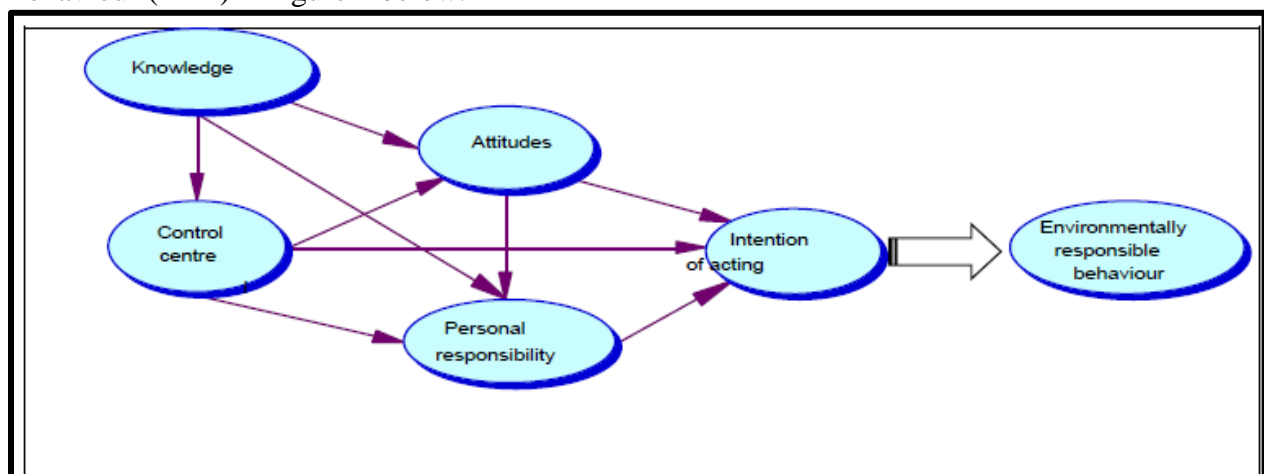 Knowledge
Attitudes
Control
centre
Intention
of acting
Environmentally
responsible
behaviour
Personal
responsibility